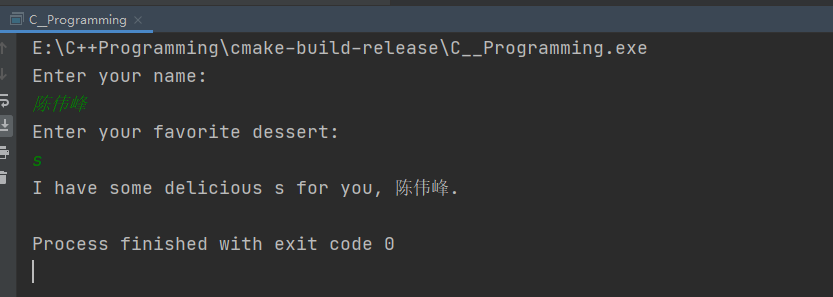 C__Programming
E:\C++Programming\cmake-build-release\C__Programming.exe
Enter your name:
陈伟峰
Enter your favorite dessert:
s
I have some delicious s for you, 陈伟峰.
Process finished with exit code 0